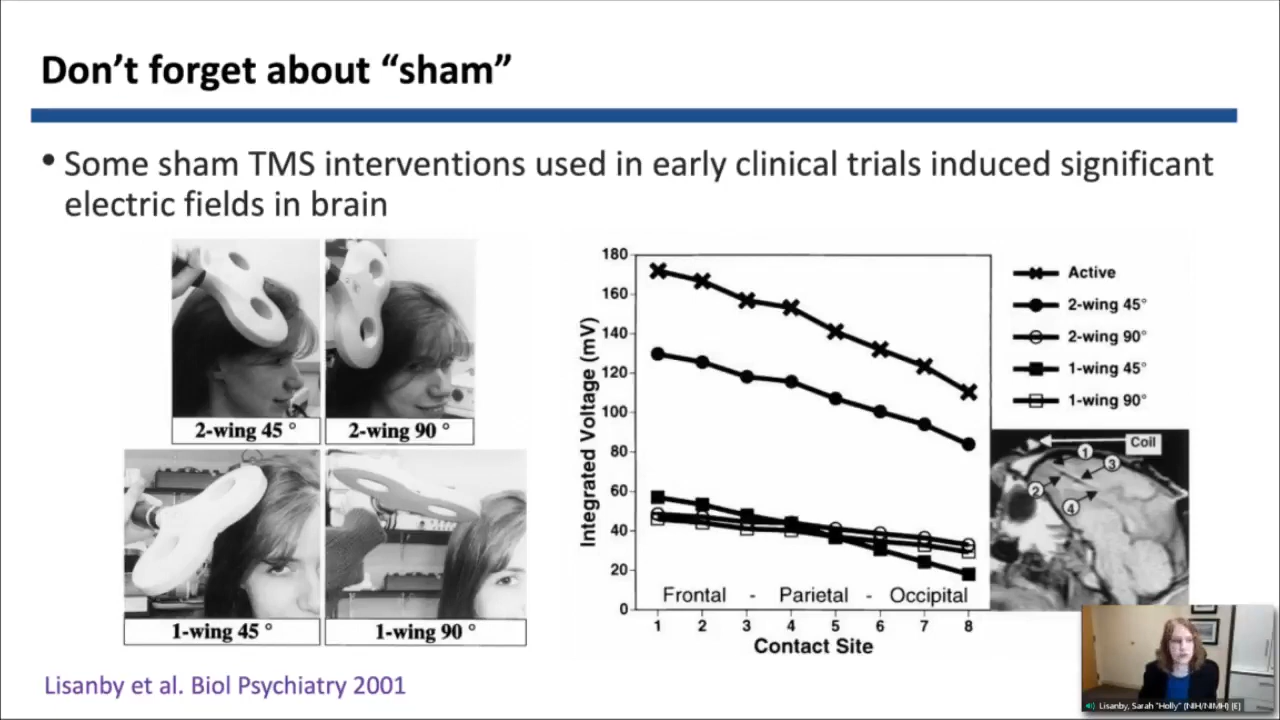 Don't forget about “sham”
• Some sham TMS interventions used in early clinical trials induced significant
electric fields in brain
2-wing 45 °
2-wing 90 °
1-wing 45 °
1-wing 90 °
Integrated Voltage (mV)
180
160
140
120
100
80
60
40
20
0
Frontal - Parietal - Occipital
1 2 3 4 5 6 7 8
Contact Site
Active
2-wing 45°
2-wing 90°
1-wing 45°
1-wing 90°
Coil
1
3
2
4
Lisanby et al. Biol Psychiatry 2001
Lisanby, Sarah "Holly" (NIH/NIMH) [E]